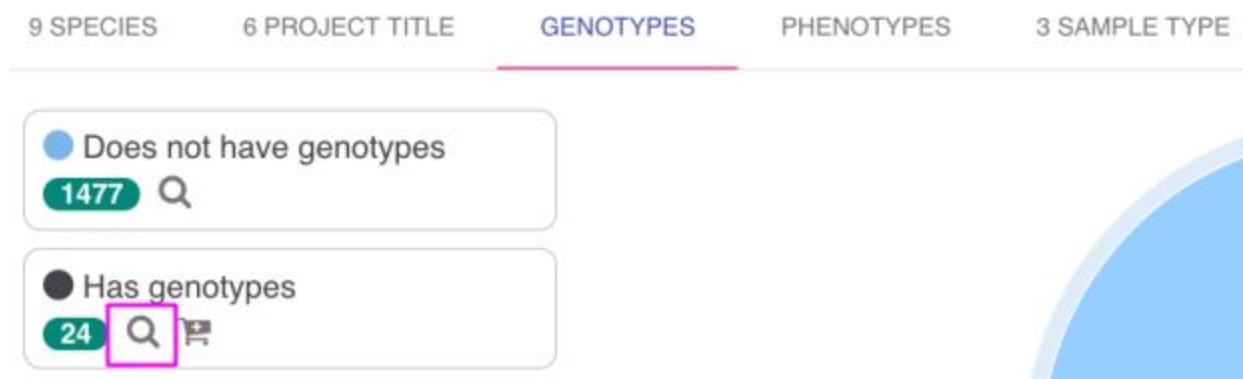 9 SPECIES 6 PROJECT TITLE GENOTYPES PHENOTYPES 3 SAMPLE TYPE
Does not have genotypes
1477
Has genotypes
24